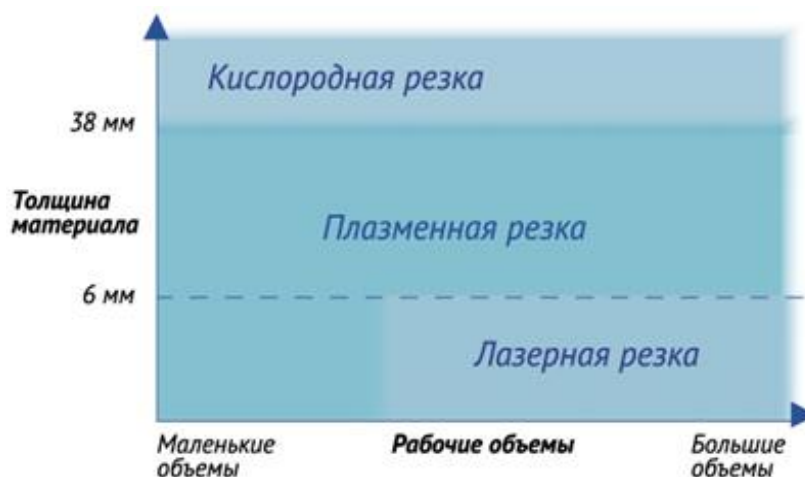 Кислородная резка
38 мм
Толщина
материала
Плазменная резка
6 мм
Лазерная резка
Маленькие
объемы
Рабочие объемы
Большие
объемы